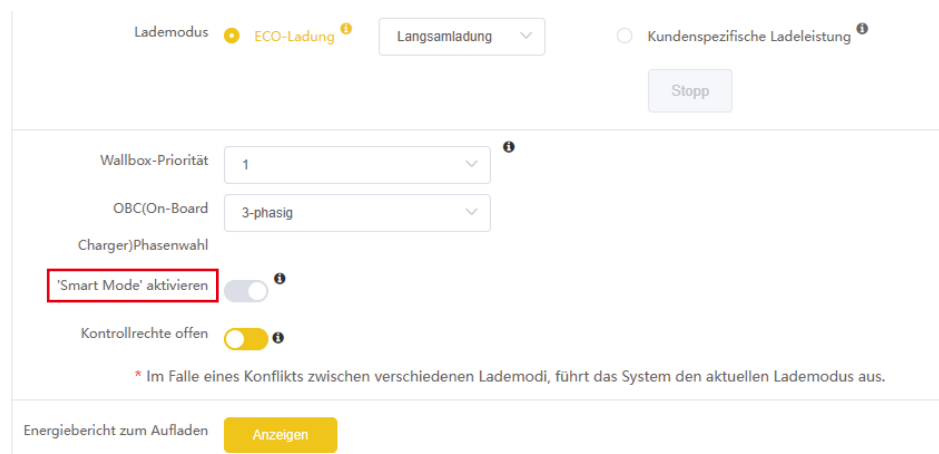 Lademodus ECO-Ladung Langsamladung Kundenspezifische Ladeleistung
Stopp
Wallbox-Priorität 1
OBC(On-Board 3-phasig
Charger)Phasenwahl
'Smart Mode' aktivieren
Kontrollrechte offen
* Im Falle eines Konflikts zwischen verschiedenen Lademodi, führt das System den aktuellen Lademodus aus.
Energiebericht zum Aufladen Anzeigen